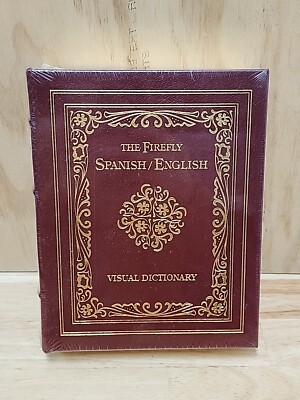 THE FIREFLY
SPANISH/ENGLISH
VISUAL DICTIONARY